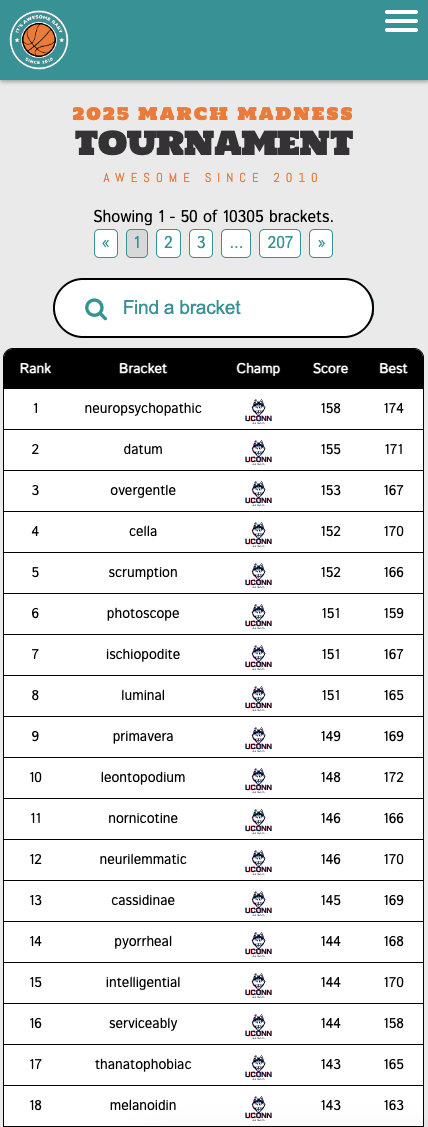 IT'S AWESOME BABY
SINCE 2010
2025 MARCH MADNESS
TOURNAMENT
AWESOME SINCE 2010
Showing 1 - 50 of 10305 brackets.
« 1 2 3 ... 207 »
Find a bracket
Rank Bracket Champ Score Best
1 neuropsychopathic UCONN 158 174
2 datum UCONN 155 171
3 overgentle UCONN 153 167
4 cella UCONN 152 170
5 scrumption UCONN 152 166
6 photoscope UCONN 151 159
7 ischiopodite UCONN 151 167
8 luminal UCONN 151 165
9 primavera UCONN 149 169
10 leontopodium UCONN 148 172
11 nornicotine UCONN 146 166
12 neurilemmatic UCONN 146 170
13 cassidinae UCONN 145 169
14 pyorrheal UCONN 144 168
15 intelligential UCONN 144 170
16 serviceably UCONN 144 158
17 thanatophobiac UCONN 143 165
18 melanoidin UCONN 143 163